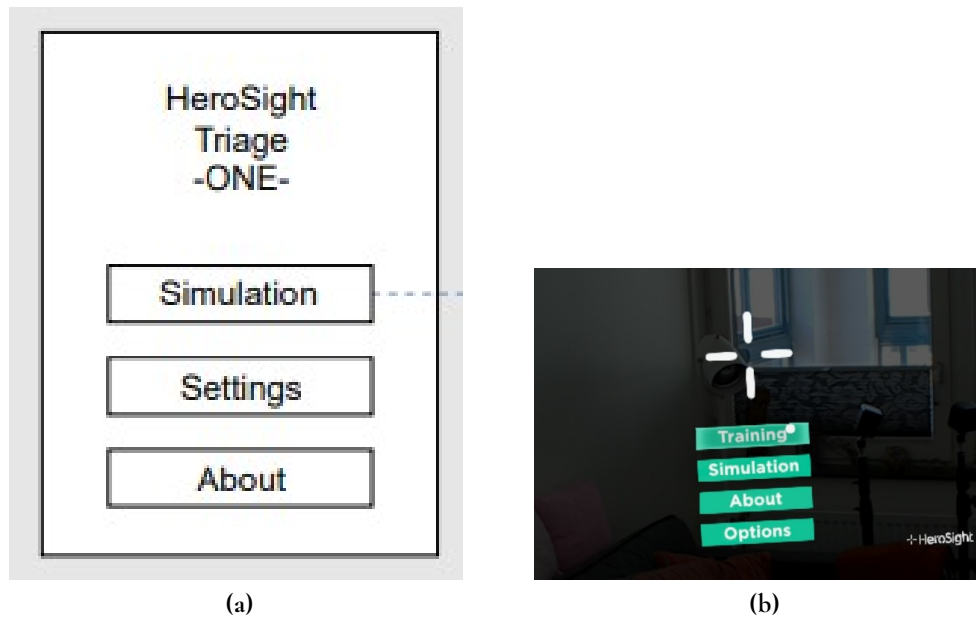 HeroSight
Triage
-ONE-
Simulation
Settings
About
(a)
Training
Simulation
About
Options
HeroSight
(b)